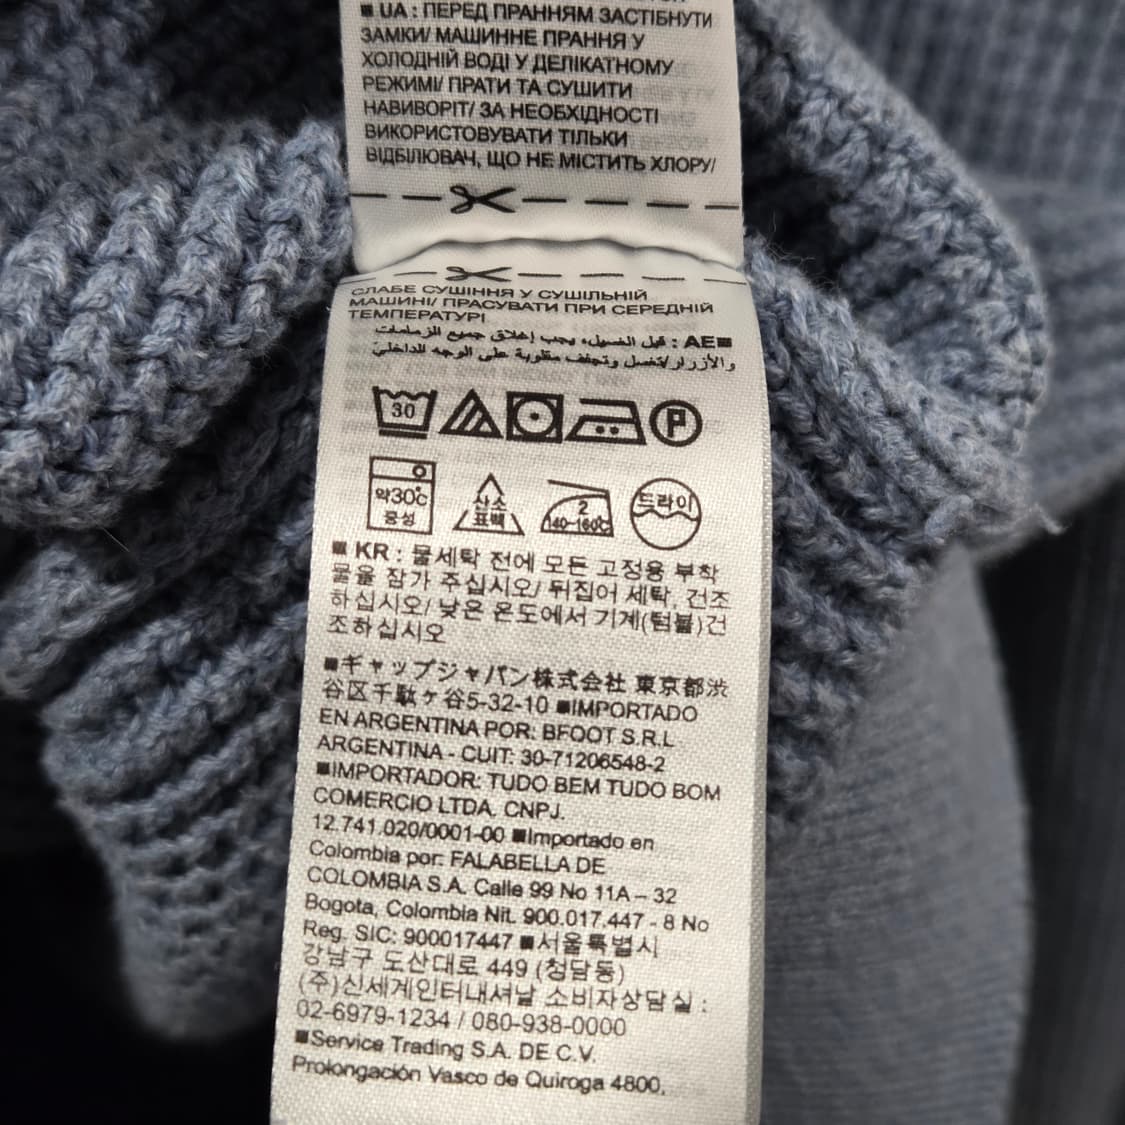 ■ UA : ПЕРЕД ПРАННЯМ ЗАСТІБНУТИ
ЗАМКИ/ МАШИННЕ ПРАННЯ У
ХОЛОДНІЙ ВОДІ У ДЕЛІКАТНОМУ
РЕЖИМІ/ ПРАТИ ТА СУШИТИ
НАВИВОРІТ/ ЗА НЕОБХІДНОСТІ
ВИКОРИСТОВУВАТИ ТІЛЬКИ
ВІДБІЛЮВАЧ, ЩО НЕ МІСТИТЬ ХЛОРУ/
СЛАБЕ СУШІННЯ У СУШІЛЬНІЙ
МАШИНІ/ ПРАСУВАТИ ПРИ СЕРЕДНІЙ
ТЕМПЕРАТУРІ
■AE : قبل الغسيل، يجب إغلاق جميع الزمامات
والأزرار/تغسل وتجفف مقلوبة على الوجه الداخلي
30
P
약30℃
중성
산소
표백
2
140~160℃
드라이
■ KR : 물세탁 전에 모든 고정용 부착
물을 잠가 주십시오/ 뒤집어 세탁, 건조
하십시오/ 낮은 온도에서 기계(텀블)건
조하십시오
■ギャップジャパン株式会社 東京都渋
谷区千駄ヶ谷5-32-10 ■IMPORTADO
EN ARGENTINA POR: BFOOT S.R.L
ARGENTINA - CUIT: 30-71206548-2
■IMPORTADOR: TUDO BEM TUDO BOM
COMERCIO LTDA. CNPJ.
12.741.020/0001-00 ■Importado en
Colombia por: FALABELLA DE
COLOMBIA S.A. Calle 99 No 11A – 32
Bogota, Colombia Nit. 900.017.447 - 8 No
Reg. SIC: 900017447 ■서울특별시
강남구 도산대로 449 (청담동)
(주)신세계인터내셔날 소비자상담실 :
02-6979-1234 / 080-938-0000
■Service Trading S.A. DE C.V.
Prolongación Vasco de Quiroga 4800,